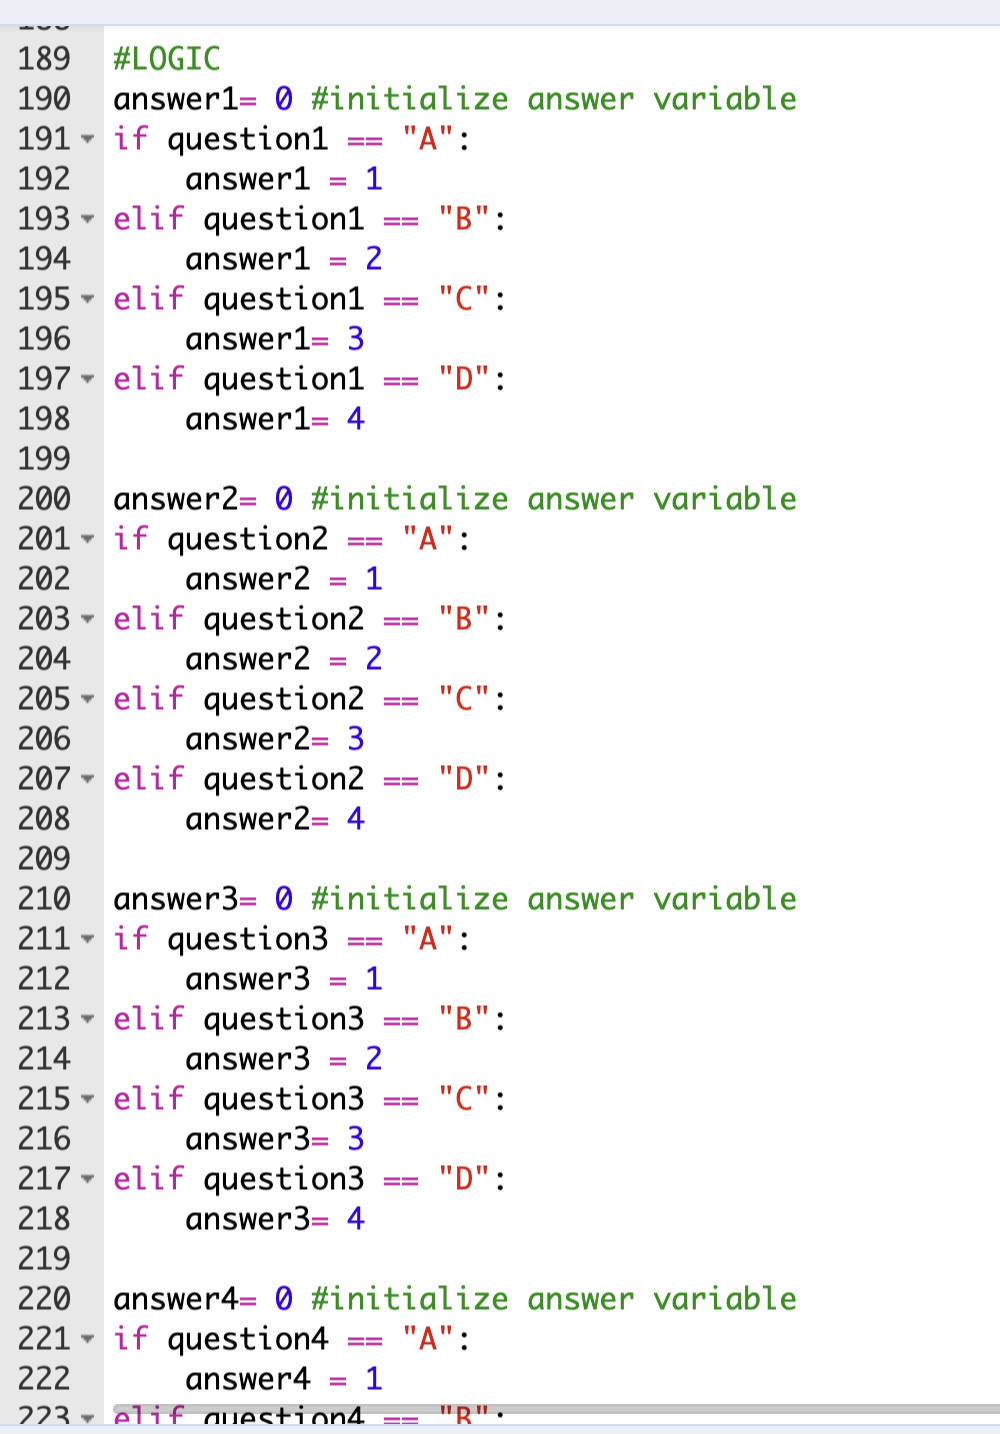 189 #LOGIC
190 answer1= 0 #initialize answer variable
191 if question1 == "A":
192     answer1 = 1
193 elif question1 == "B":
194     answer1 = 2
195 elif question1 == "C":
196     answer1= 3
197 elif question1 == "D":
198     answer1= 4
199
200 answer2= 0 #initialize answer variable
201 if question2 == "A":
202     answer2 = 1
203 elif question2 == "B":
204     answer2 = 2
205 elif question2 == "C":
206     answer2= 3
207 elif question2 == "D":
208     answer2= 4
209
210 answer3= 0 #initialize answer variable
211 if question3 == "A":
212     answer3 = 1
213 elif question3 == "B":
214     answer3 = 2
215 elif question3 == "C":
216     answer3= 3
217 elif question3 == "D":
218     answer3= 4
219
220 answer4= 0 #initialize answer variable
221 if question4 == "A":
222     answer4 = 1
223 elif question4 == "B":